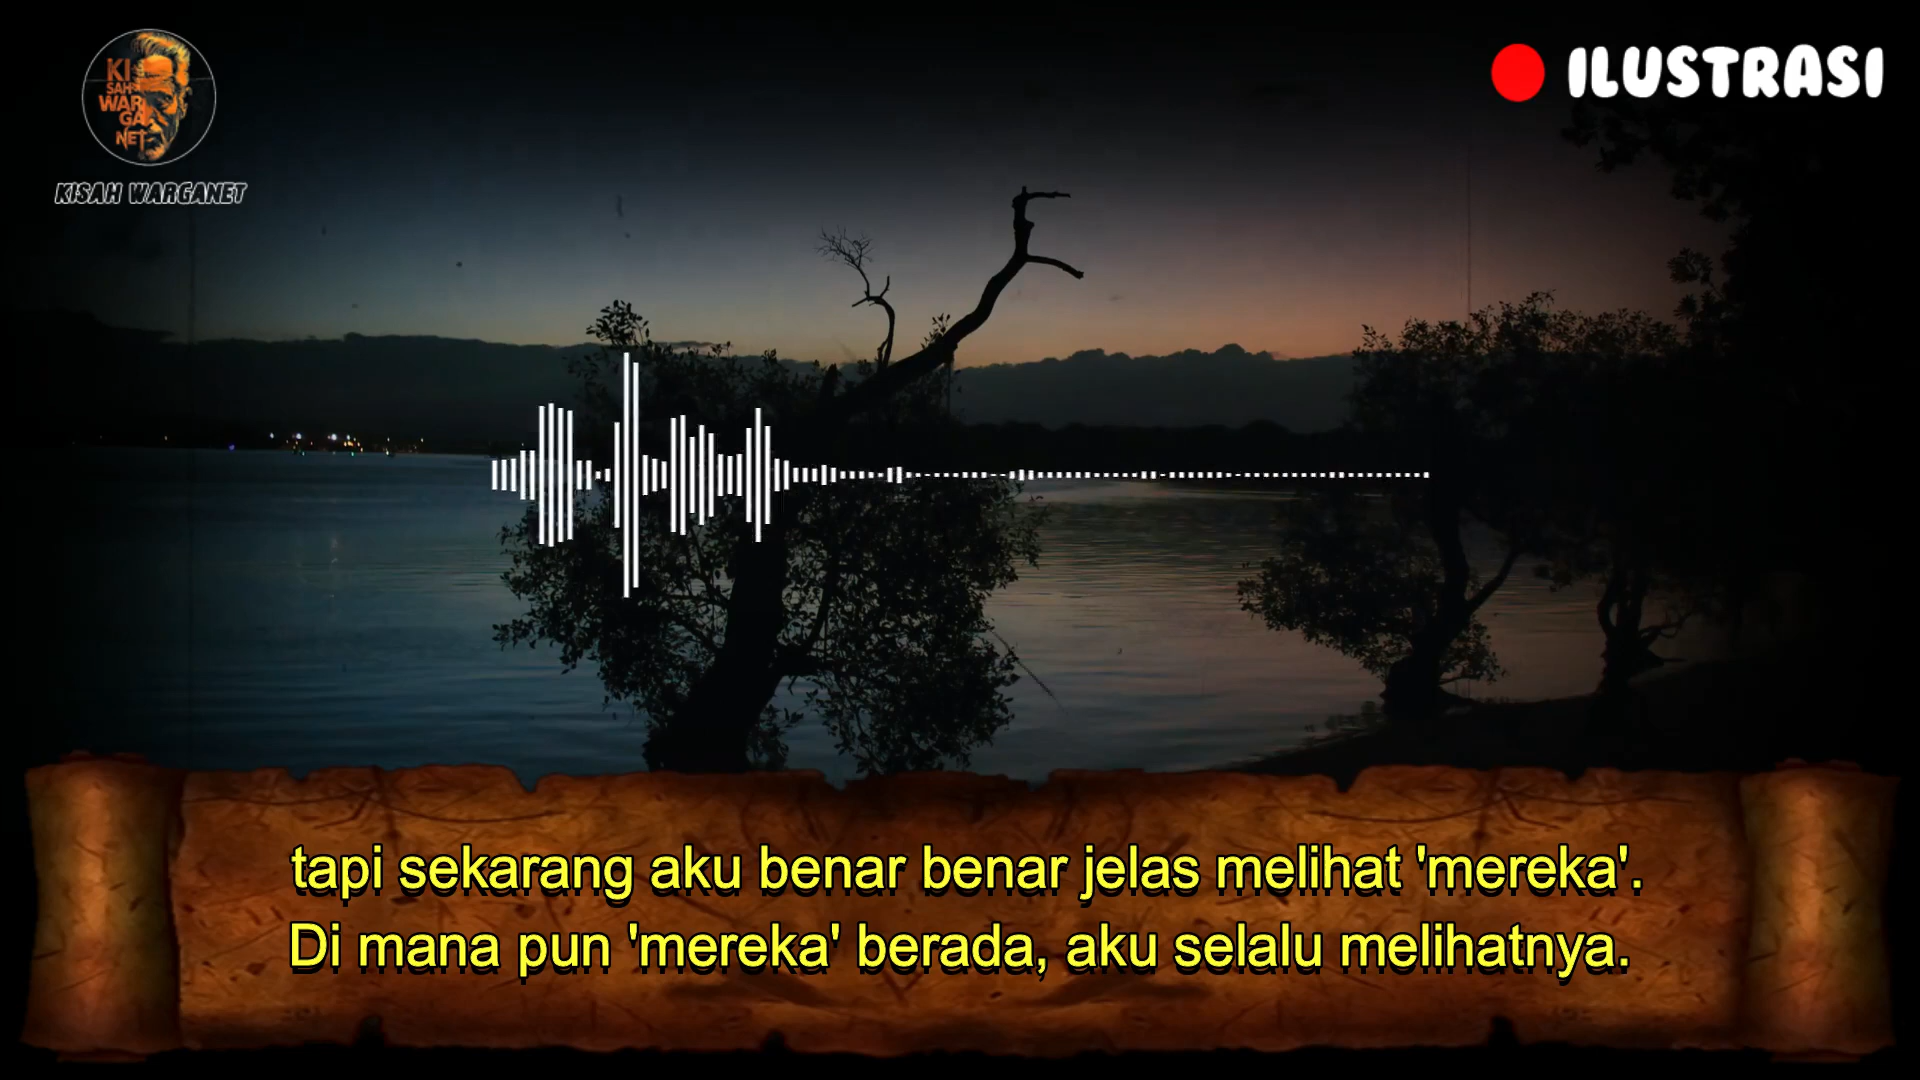 KI
SAH
WAR
GA
NET
KISAH WARGANET
ILUSTRASI
tapi sekarang aku benar benar jelas melihat 'mereka'.
Di mana pun 'mereka' berada, aku selalu melihatnya.